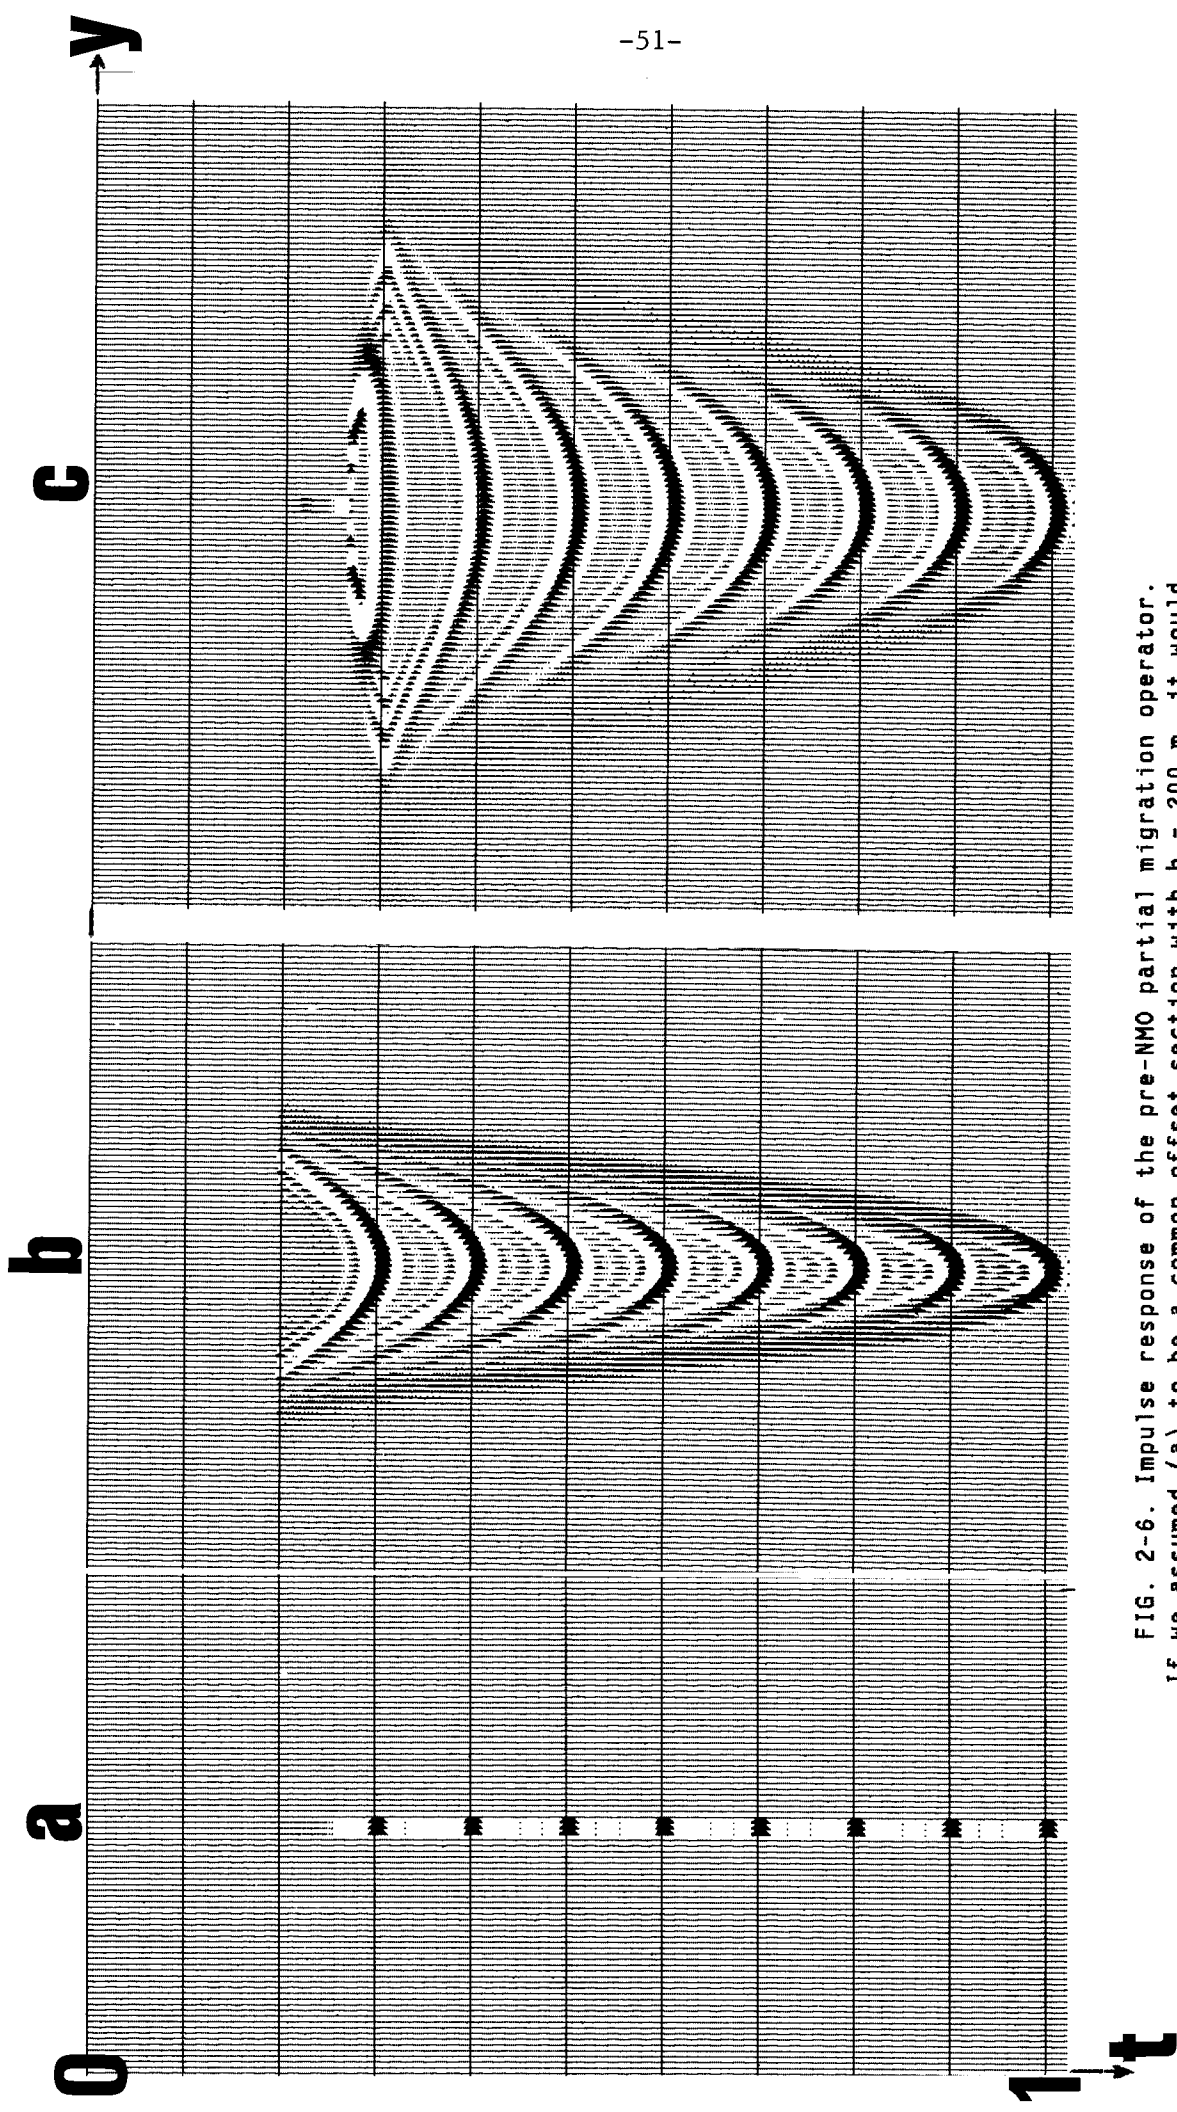 -51-
y
c
b
a
0
1
t
FIG. 2-6. Impulse response of the pre-NMO partial migration operator.
If we assumed (a) to be a common offset section with h = 200 m, it would